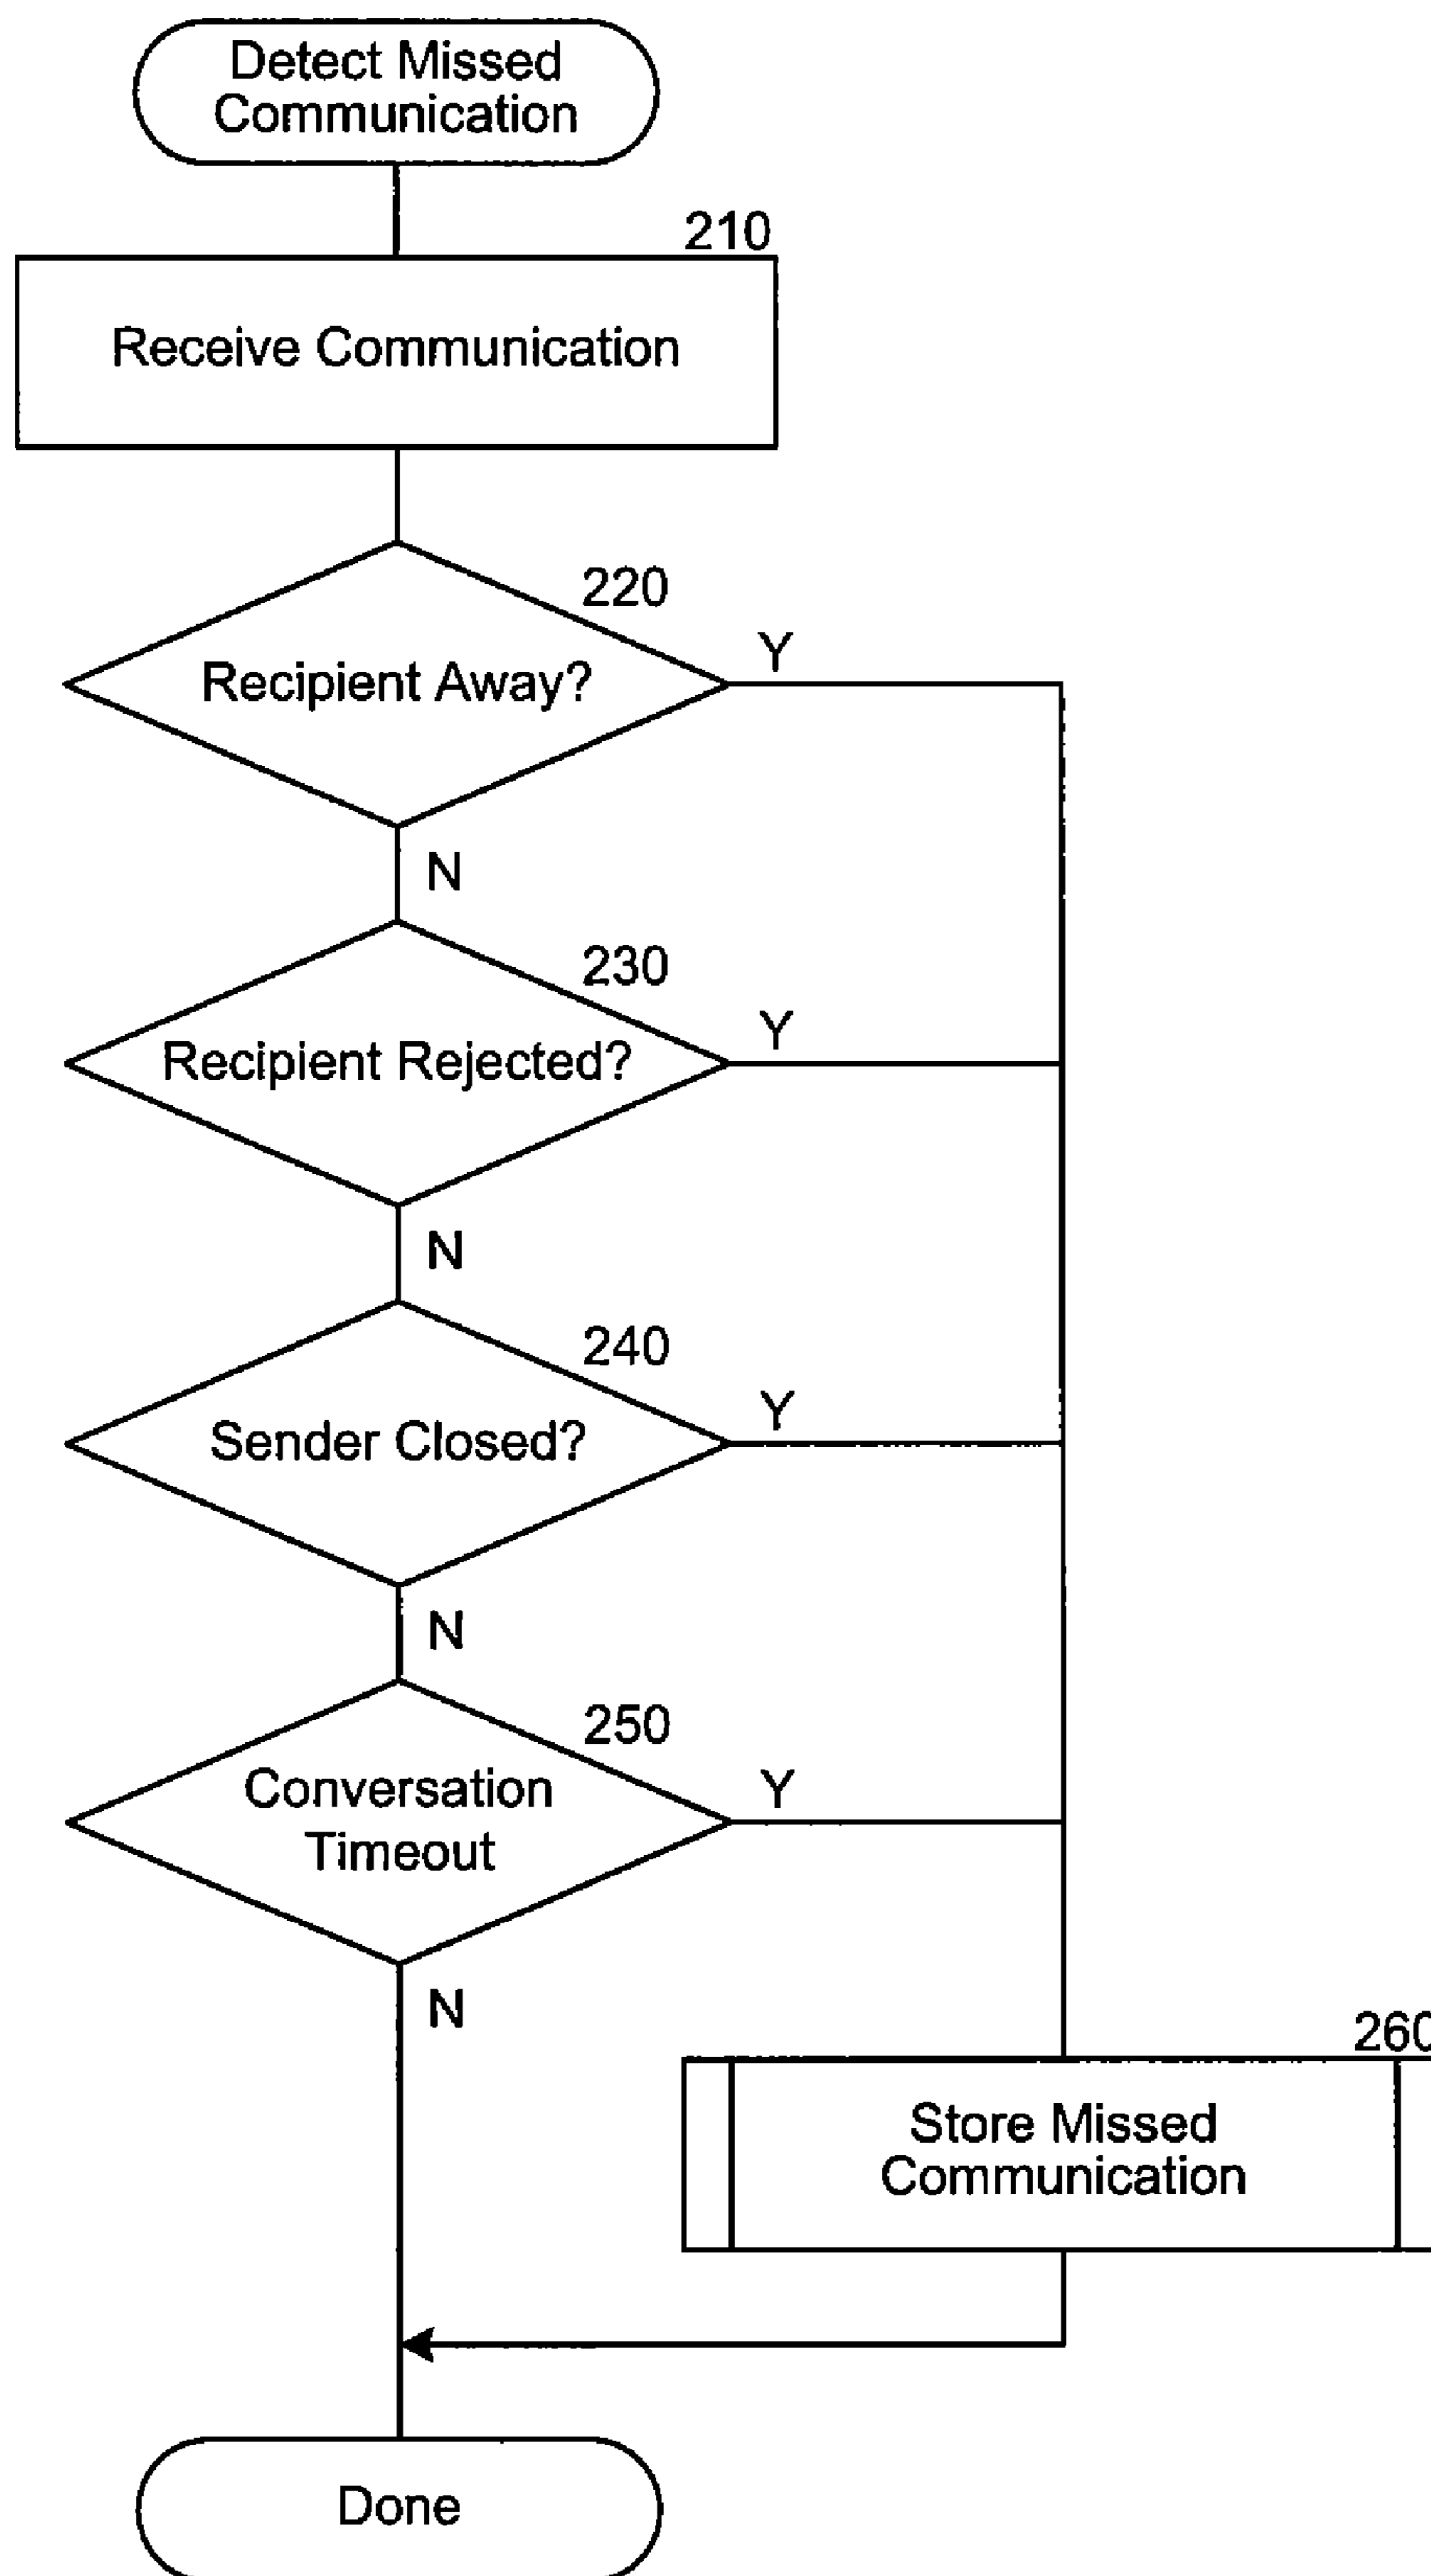 Detect Missed
Communication
210
Receive Communication
220
Recipient Away?
Y
N
230
Recipient Rejected?
Y
N
240
Sender Closed?
Y
N
250
Conversation
Timeout
Y
N
260
Store Missed
Communication
Done